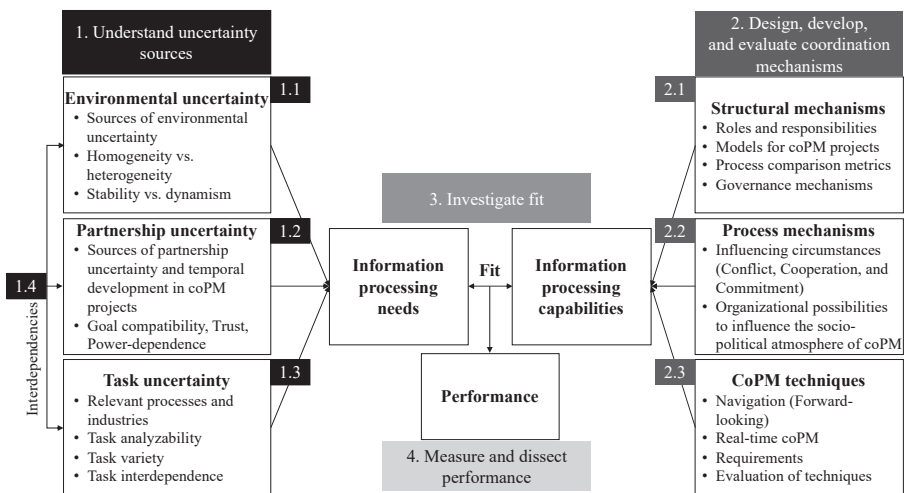 1. Understand uncertainty
sources
2. Design, develop,
and evaluate coordination
mechanisms
1.1
Environmental uncertainty
• Sources of environmental
uncertainty
• Homogeneity vs.
heterogeneity
• Stability vs. dynamism
1.2
Partnership uncertainty
• Sources of partnership
uncertainty and temporal
development in coPM
projects
• Goal compatibility, Trust,
Power-dependence
1.3
Task uncertainty
• Relevant processes and
industries
• Task analyzability
• Task variety
• Task interdependence
1.4
Interdependencies
3. Investigate fit
Information
processing
needs
Fit
Information
processing
capabilities
Performance
4. Measure and dissect
performance
2.1
Structural mechanisms
• Roles and responsibilities
• Models for coPM projects
• Process comparison metrics
• Governance mechanisms
2.2
Process mechanisms
• Influencing circumstances
(Conflict, Cooperation, and
Commitment)
• Organizational possibilities
to influence the socio-
political atmosphere of coPM
2.3
CoPM techniques
• Navigation (Forward-
looking)
• Real-time coPM
• Requirements
• Evaluation of techniques